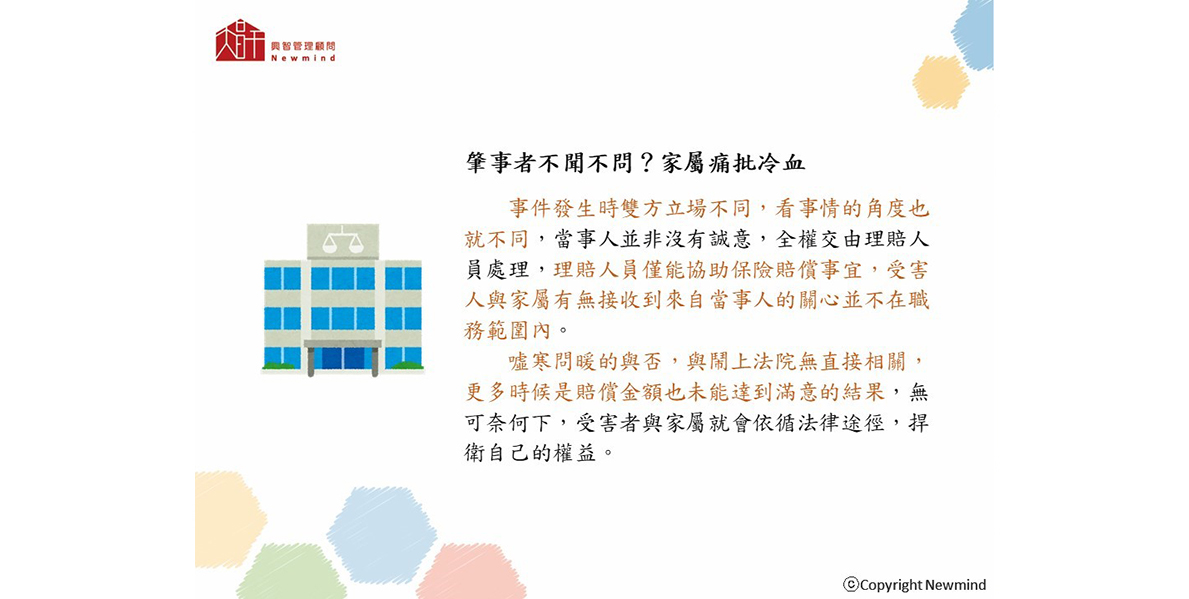 興智管理顧問
Newmind
肇事者不聞不問？家屬痛批冷血
事件發生時雙方立場不同，看事情的角度也
就不同，當事人並非沒有誠意，全權交由理賠人
員處理，理賠人員僅能協助保險賠償事宜，受害
人與家屬有無接收到來自當事人的關心並不在職
務範圍內。
噓寒問暖的與否，與鬧上法院無直接相關，
更多時候是賠償金額也未能達到滿意的結果，無
可奈何下，受害者與家屬就會依循法律途徑，捍
衛自己的權益。
ⓒCopyright Newmind